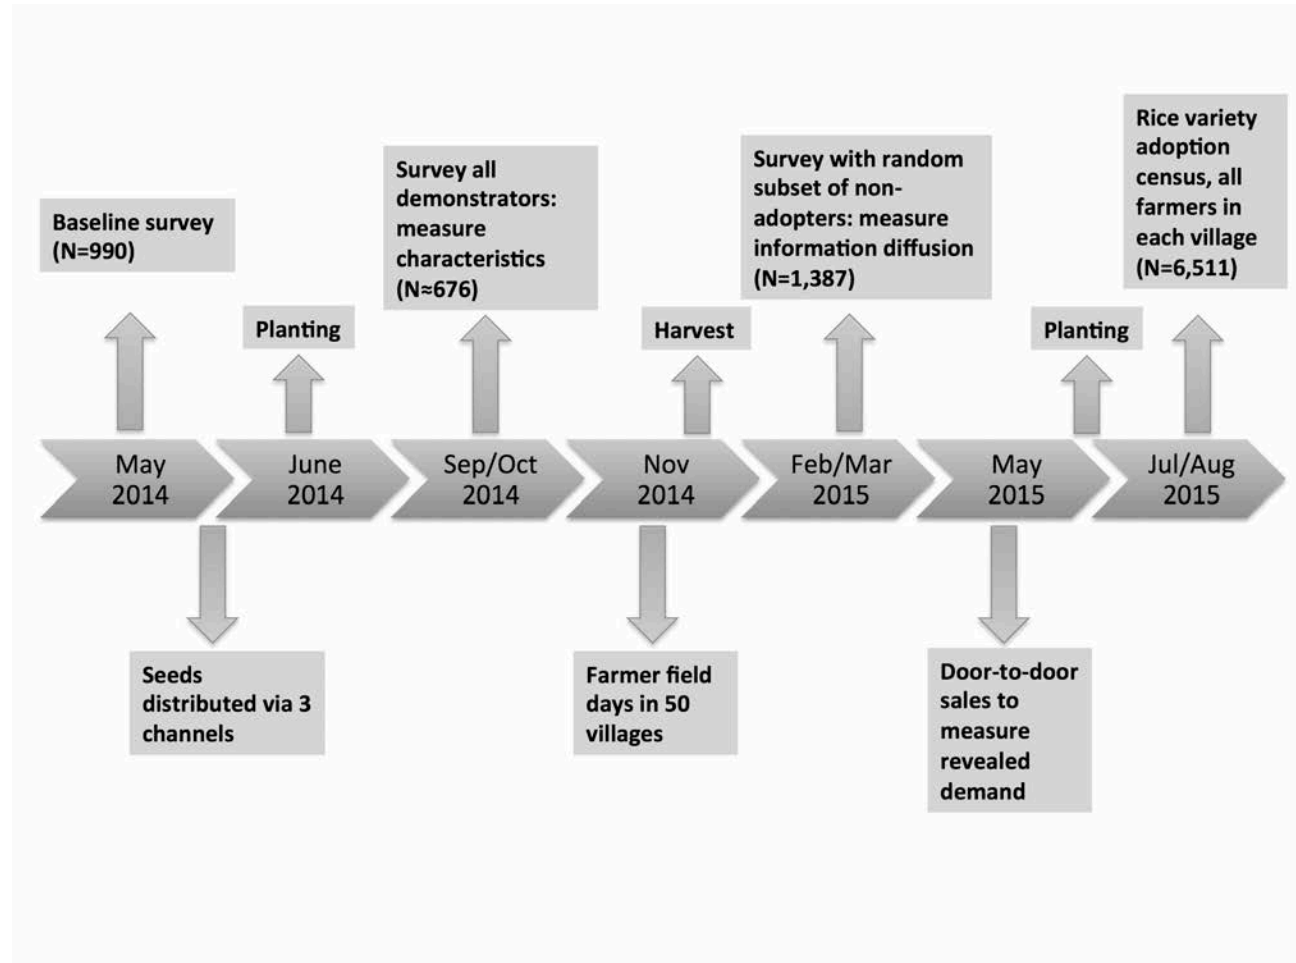 Baseline survey
(N=990)
Planting
Survey all
demonstrators:
measure
characteristics
(N≈676)
Harvest
Survey with random
subset of non-
adopters: measure
information diffusion
(N=1,387)
Planting
Rice variety
adoption
census, all
farmers in
each village
(N=6,511)
May
2014
June
2014
Sep/Oct
2014
Nov
2014
Feb/Mar
2015
May
2015
Jul/Aug
2015
Seeds
distributed via 3
channels
Farmer field
days in 50
villages
Door-to-door
sales to
measure
revealed
demand